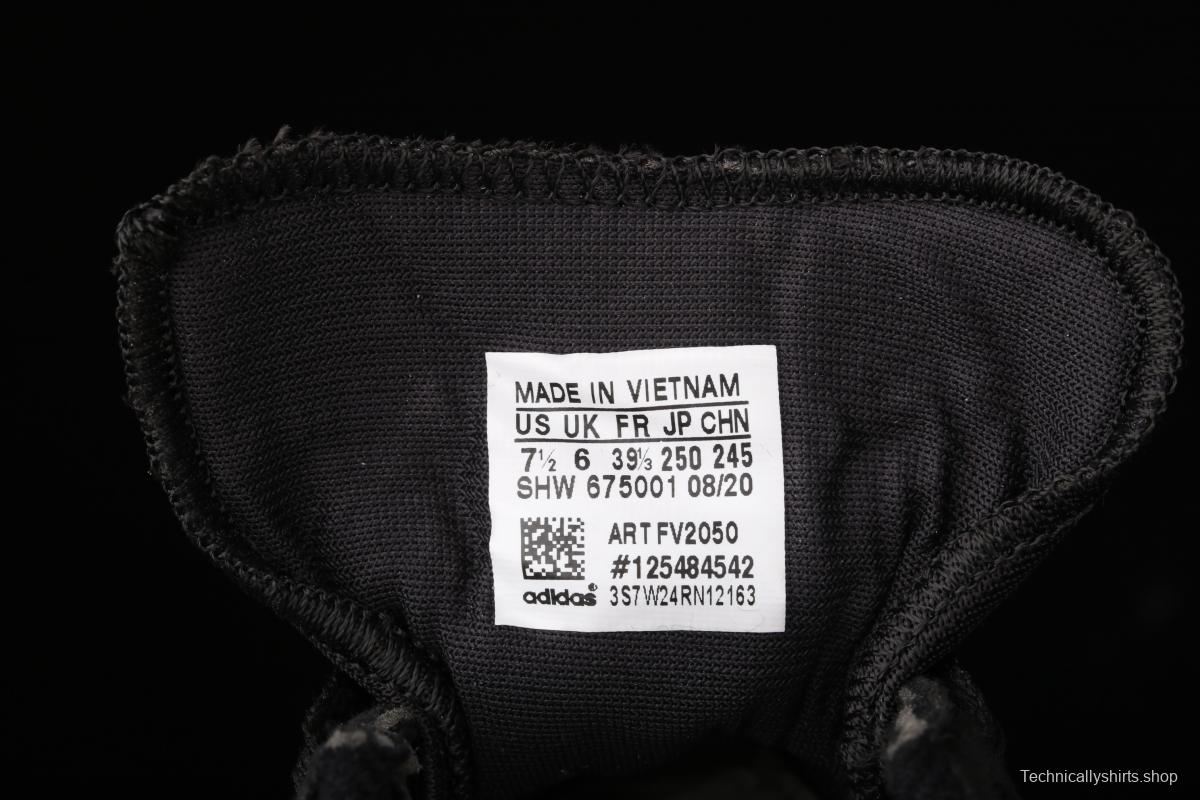 MADE IN VIETNAM
US UK FR JP CHN
7½ 6 39⅓ 250 245
SHW 675001 08/20
ART FV2050
#125484542
adidas® 3S7W24RN12163
Technicallyshirts.shop